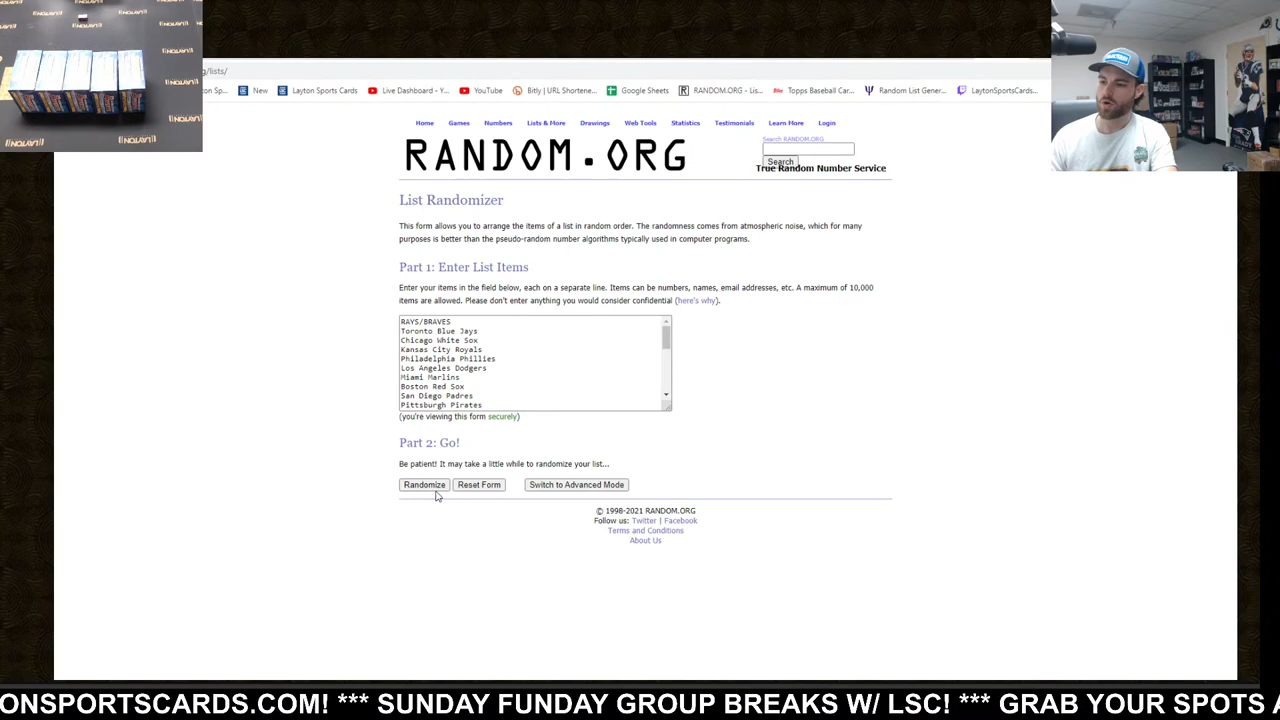 g/lists/
New
Layton Sports Cards
Live Dashboard - Y...
YouTube
Bitly | URL Shortene...
Google Sheets
RANDOM.ORG - Lis...
Topps Baseball Car...
Random List Gener...
LaytonSportsCards...
Home Games Numbers Lists & More Drawings Web Tools Statistics Testimonials Learn More Login
RANDOM.ORG
Search RANDOM.ORG
Search
True Random Number Service
List Randomizer
This form allows you to arrange the items of a list in random order. The randomness comes from atmospheric noise, which for many
purposes is better than the pseudo-random number algorithms typically used in computer programs.
Part 1: Enter List Items
Enter your items in the field below, each on a separate line. Items can be numbers, names, email addresses, etc. A maximum of 10,000
items are allowed. Please don't enter anything you would consider confidential (here's why).
RAYS/BRAVES
Toronto Blue Jays
Chicago White Sox
Kansas City Royals
Philadelphia Phillies
Los Angeles Dodgers
Miami Marlins
Boston Red Sox
San Diego Padres
Pittsburgh Pirates
(you're viewing this form securely)
Part 2: Go!
Be patient! It may take a little while to randomize your list...
Randomize Reset Form Switch to Advanced Mode
© 1998-2021 RANDOM.ORG
Follow us: Twitter | Facebook
Terms and Conditions
About Us
ONSPORTSCARDS.COM! *** SUNDAY FUNDAY GROUP BREAKS W/ LSC! *** GRAB YOUR SPOTS A